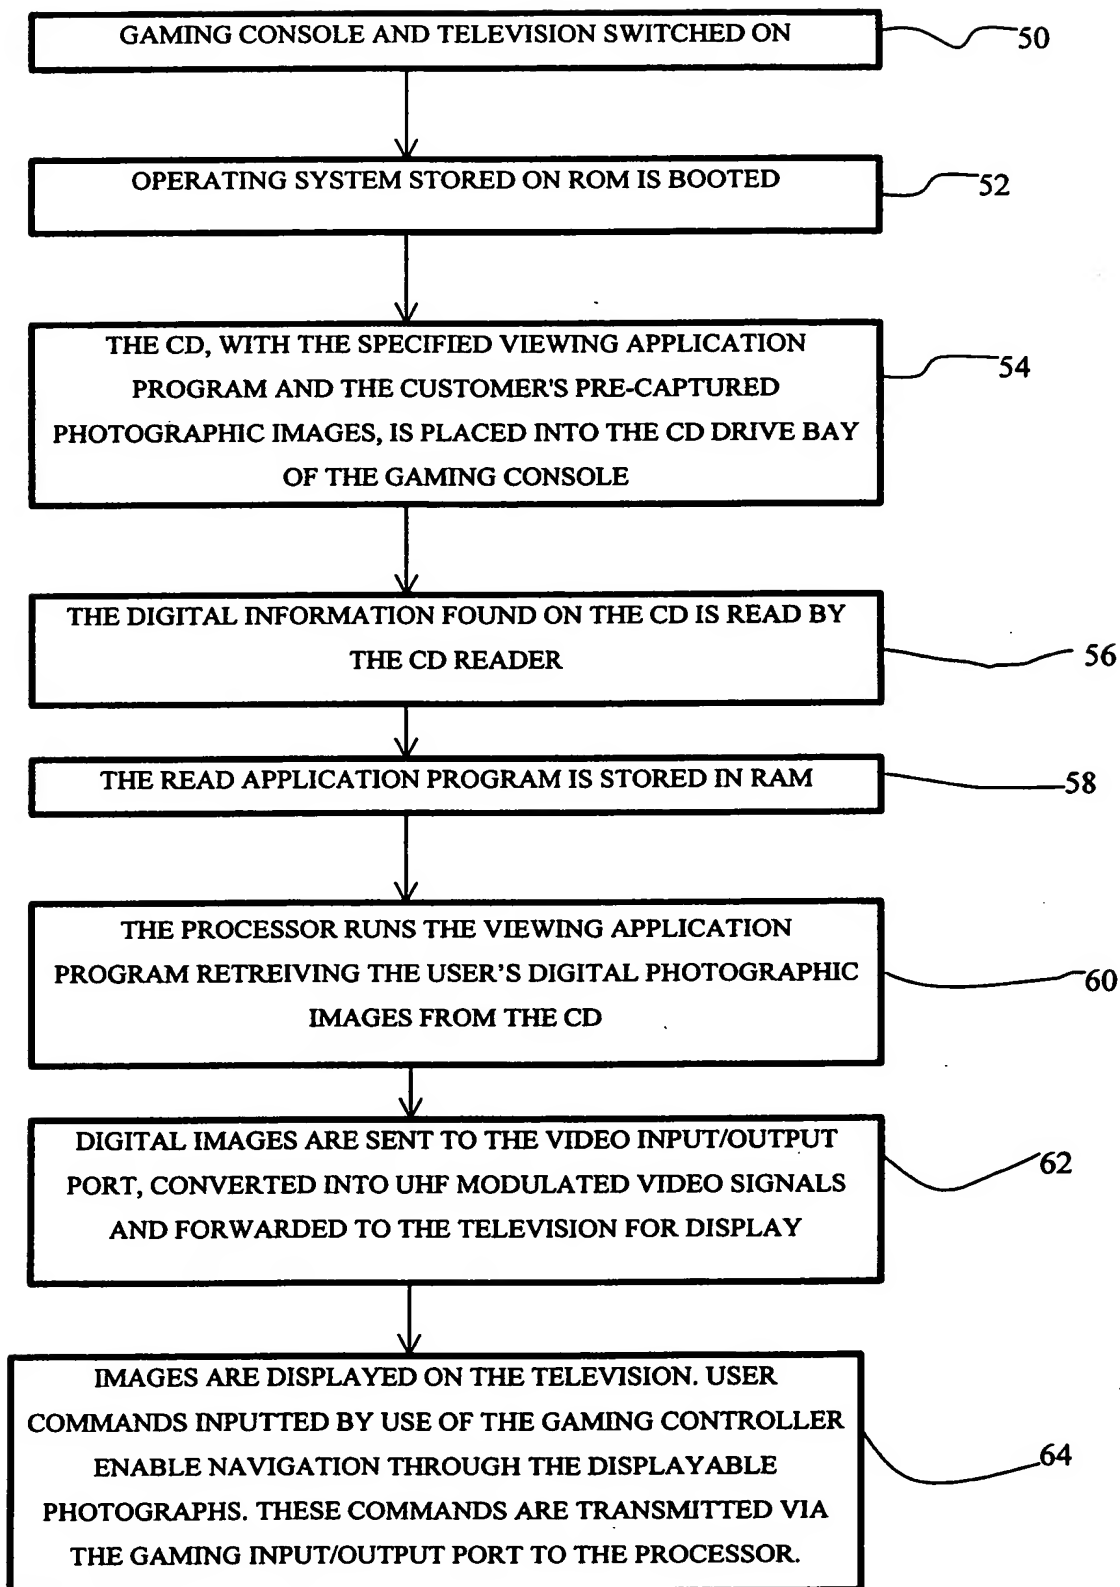 GAMING CONSOLE AND TELEVISION SWITCHED ON
50
OPERATING SYSTEM STORED ON ROM IS BOOTED
52
THE CD, WITH THE SPECIFIED VIEWING APPLICATION
PROGRAM AND THE CUSTOMER'S PRE-CAPTURED
PHOTOGRAPHIC IMAGES, IS PLACED INTO THE CD DRIVE BAY
OF THE GAMING CONSOLE
54
THE DIGITAL INFORMATION FOUND ON THE CD IS READ BY
THE CD READER
56
THE READ APPLICATION PROGRAM IS STORED IN RAM
58
THE PROCESSOR RUNS THE VIEWING APPLICATION
PROGRAM RETREIVING THE USER'S DIGITAL PHOTOGRAPHIC
IMAGES FROM THE CD
60
DIGITAL IMAGES ARE SENT TO THE VIDEO INPUT/OUTPUT
PORT, CONVERTED INTO UHF MODULATED VIDEO SIGNALS
AND FORWARDED TO THE TELEVISION FOR DISPLAY
62
IMAGES ARE DISPLAYED ON THE TELEVISION. USER
COMMANDS INPUTTED BY USE OF THE GAMING CONTROLLER
ENABLE NAVIGATION THROUGH THE DISPLAYABLE
PHOTOGRAPHS. THESE COMMANDS ARE TRANSMITTED VIA
THE GAMING INPUT/OUTPUT PORT TO THE PROCESSOR.
64